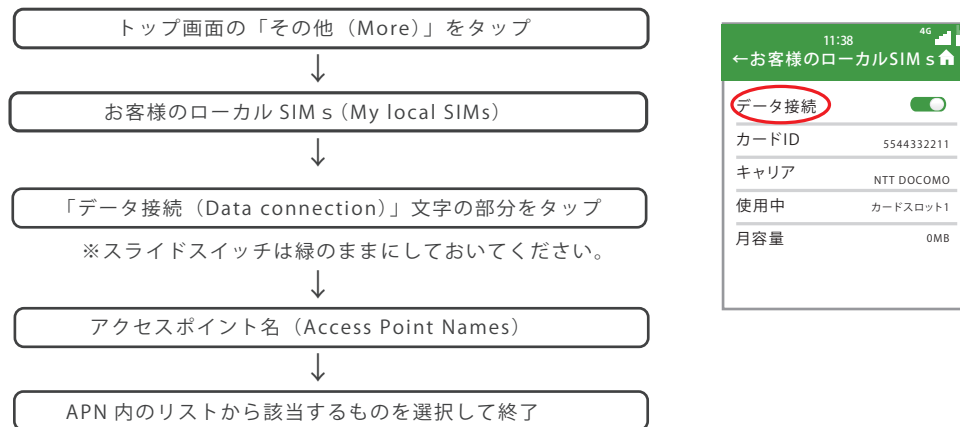 トップ画面の「その他（More）」をタップ
↓
お客様のローカル SIM s（My local SIMs）
↓
「データ接続（Data connection）」文字の部分をタップ
※スライドスイッチは緑のままにしておいてください。
↓
アクセスポイント名（Access Point Names）
↓
APN 内のリストから該当するものを選択して終了
11:38 4G
←お客様のローカルSIM s
データ接続
カードID 5544332211
キャリア NTT DOCOMO
使用中 カードスロット1
月容量 0MB